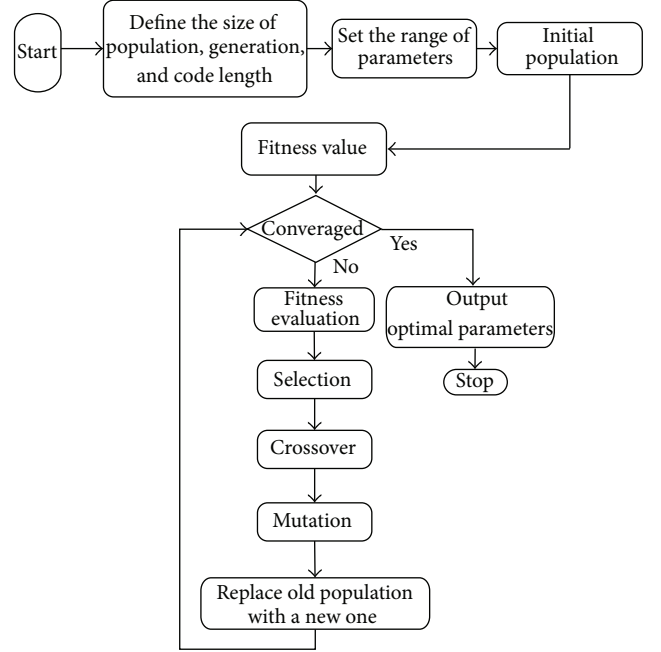 Start
Define the size of
population, generation,
and code length
Set the range of
parameters
Initial
population
Fitness value
Converaged
Yes
No
Fitness
evaluation
Output
optimal parameters
Selection
Stop
Crossover
Mutation
Replace old population
with a new one